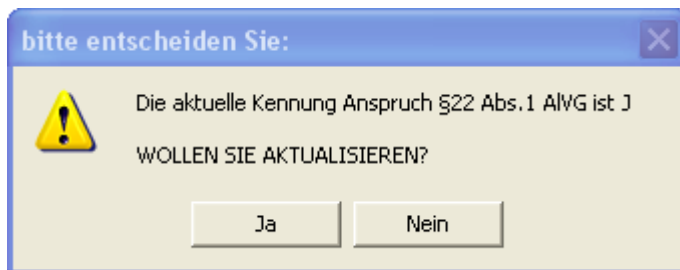 bitte entscheiden Sie:
Die aktuelle Kennung Anspruch §22 Abs.1 AlVG ist J
WOLLEN SIE AKTUALISIEREN?
Ja
Nein